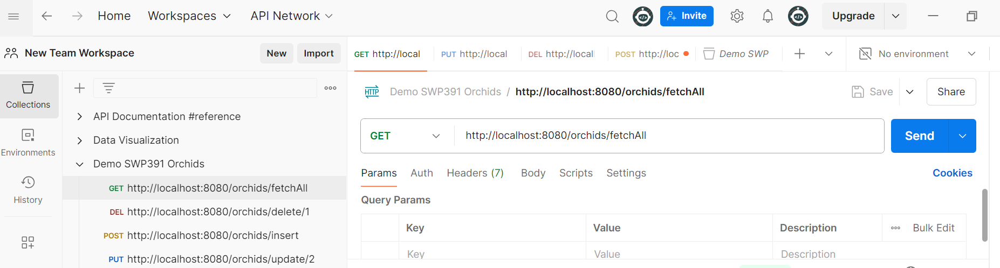 Home Workspaces API Network Invite Upgrade
New Team Workspace New Import
GET http://local PUT http://local DEL http://local POST http://loc Demo SWP No environment
Collections
Environments
History
API Documentation #reference
Data Visualization
Demo SWP391 Orchids
GET http://localhost:8080/orchids/fetchAll
DEL http://localhost:8080/orchids/delete/1
POST http://localhost:8080/orchids/insert
PUT http://localhost:8080/orchids/update/2
HTTP Demo SWP391 Orchids / http://localhost:8080/orchids/fetchAll Save Share
GET http://localhost:8080/orchids/fetchAll Send
Params Auth Headers (7) Body Scripts Settings Cookies
Query Params
Key Value Description Bulk Edit
Key Value Description